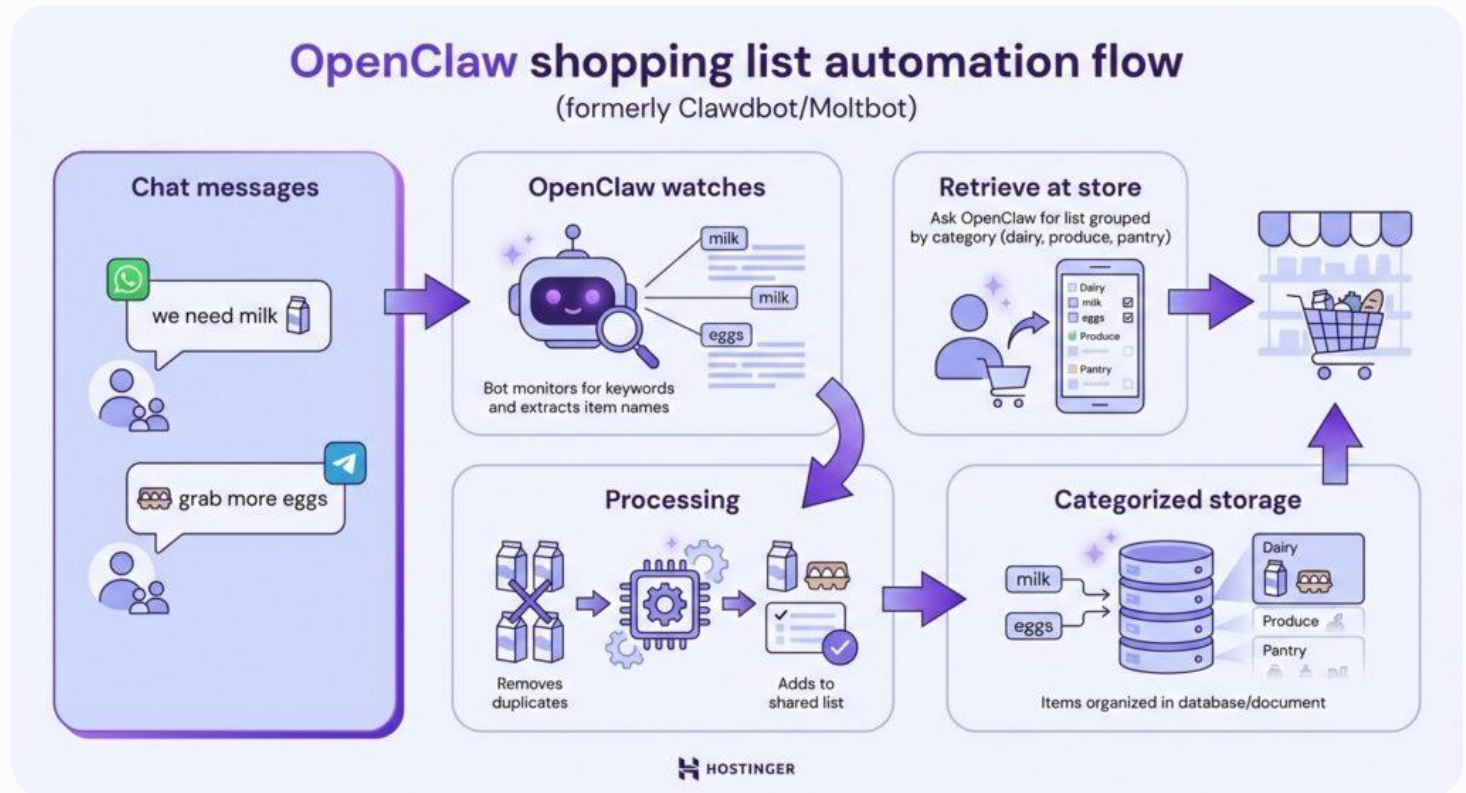 OpenClaw shopping list automation flow
(formerly Clawdbot/Moltbot)
Chat messages
we need milk
grab more eggs
OpenClaw watches
milk
milk
eggs
Bot monitors for keywords
and extracts item names
Retrieve at store
Ask OpenClaw for list grouped
by category (dairy, produce, pantry)
Dairy
milk
eggs
Produce
Pantry
Processing
Removes
duplicates
Adds to
shared list
Categorized storage
milk
eggs
Dairy
Produce
Pantry
Items organized in database/document
HOSTINGER